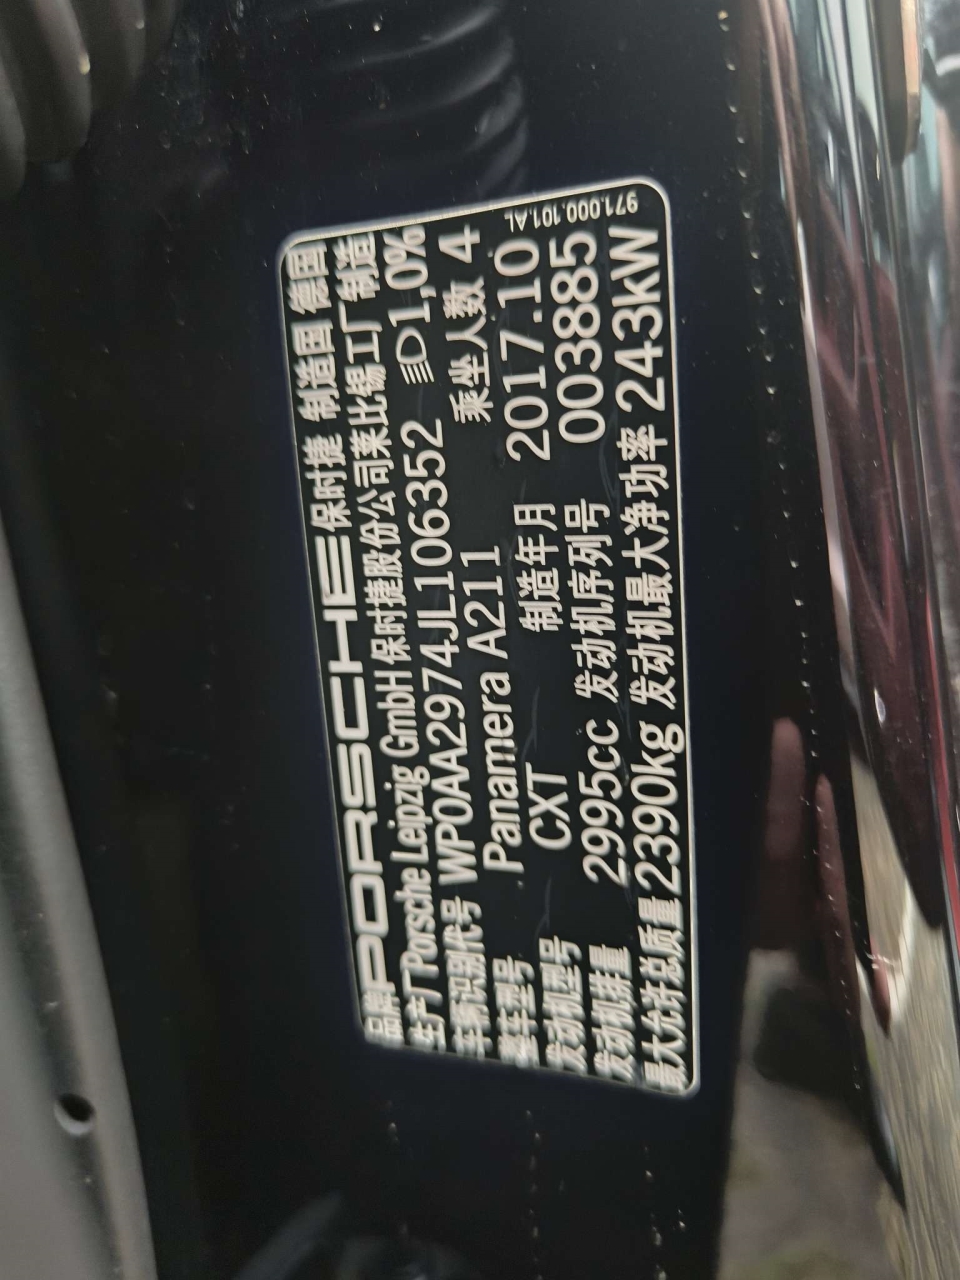 品牌 PORSCHE 保时捷 制造国 德国
生产厂 Porsche Leipzig GmbH 保时捷股份公司莱比锡工厂制造
车辆识别代号 WP0AA2974JL106352 1,0%
整车型号 Panamera A211 乘坐人数 4
发动机型号 CXT 制造年月 2017.10
发动机排量 2995cc 发动机序列号 003885
最大允许总质量 2390kg 发动机最大净功率 243kW
971.000.101.AL